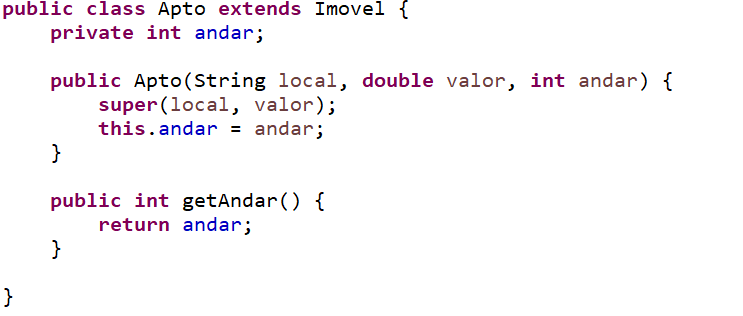 public class Apto extends Imovel {
    private int andar;

    public Apto(String local, double valor, int andar) {
        super(local, valor);
        this.andar = andar;
    }

    public int getAndar() {
        return andar;
    }

}